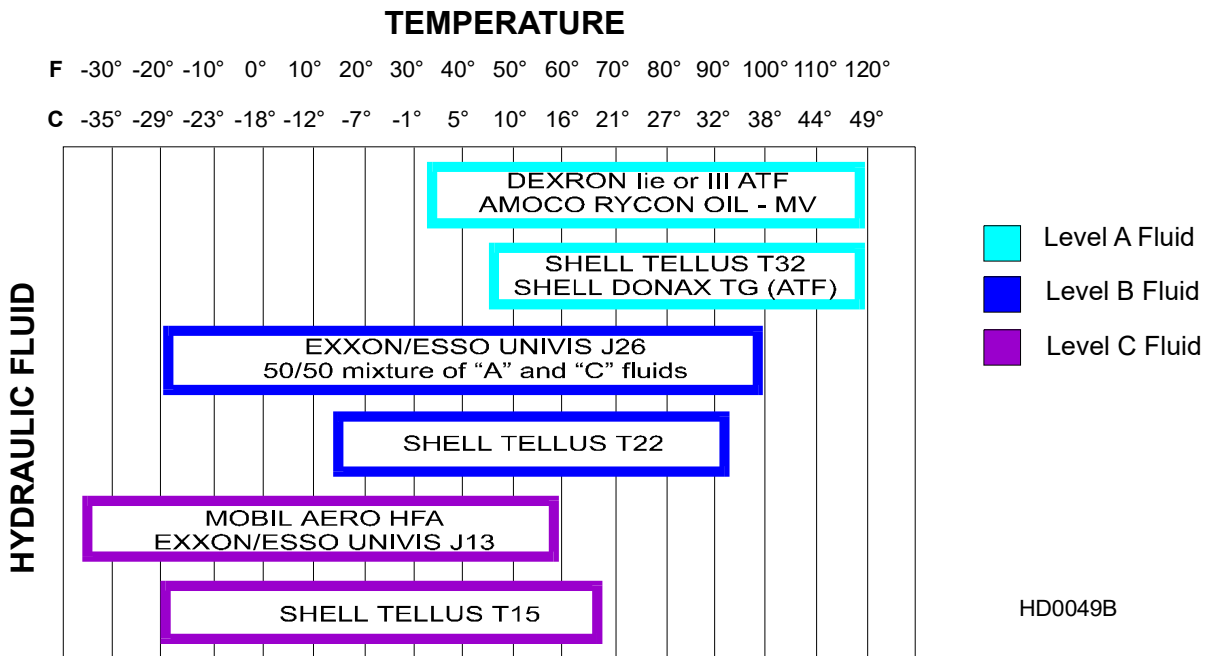 TEMPERATURE
F -30° -20° -10° 0° 10° 20° 30° 40° 50° 60° 70° 80° 90° 100° 110° 120°
C -35° -29° -23° -18° -12° -7° -1° 5° 10° 16° 21° 27° 32° 38° 44° 49°
HYDRAULIC FLUID
DEXRON Iie or III ATF
AMOCO RYCON OIL - MV
SHELL TELLUS T32
SHELL DONAX TG (ATF)
EXXON/ESSO UNIVIS J26
50/50 mixture of “A” and “C” fluids
SHELL TELLUS T22
MOBIL AERO HFA
EXXON/ESSO UNIVIS J13
SHELL TELLUS T15
Level A Fluid
Level B Fluid
Level C Fluid
HD0049B